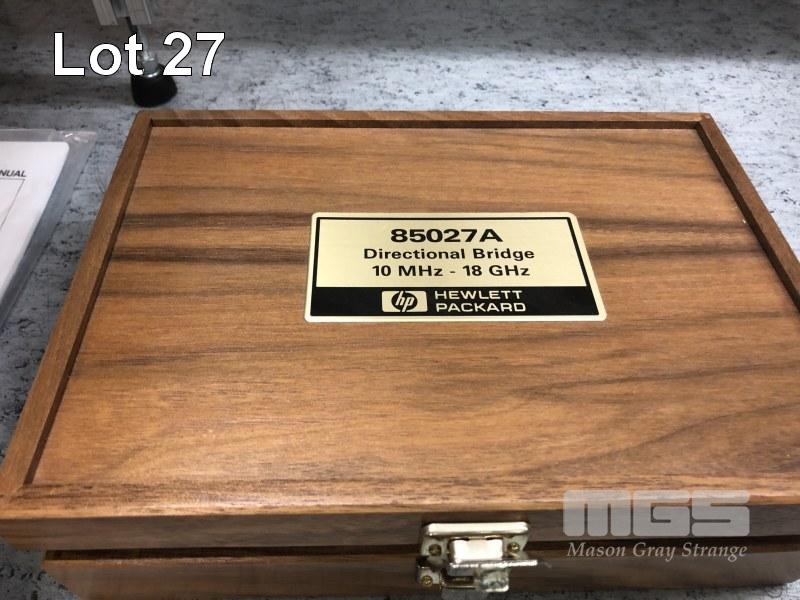 Lot 27
NUAL
85027A
Directional Bridge
10 MHz - 18 GHz
hp HEWLETT
PACKARD
MGS
Mason Gray Strange